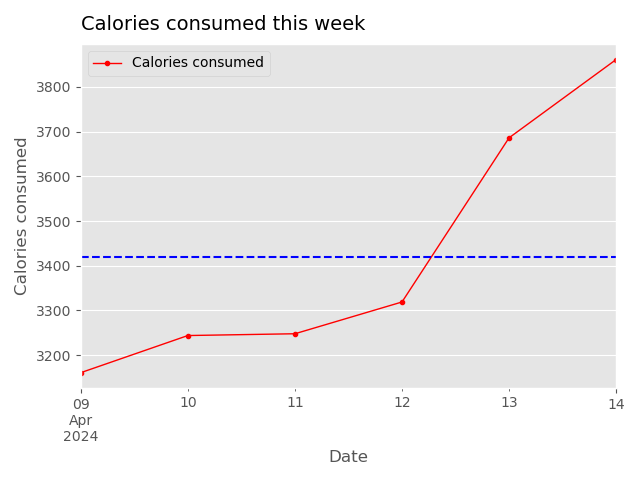 Calories consumed this week
Calories consumed
3800
3700
3600
3500
3400
3300
3200
Calories consumed
09
Apr
2024
10
11
12
13
14
Date